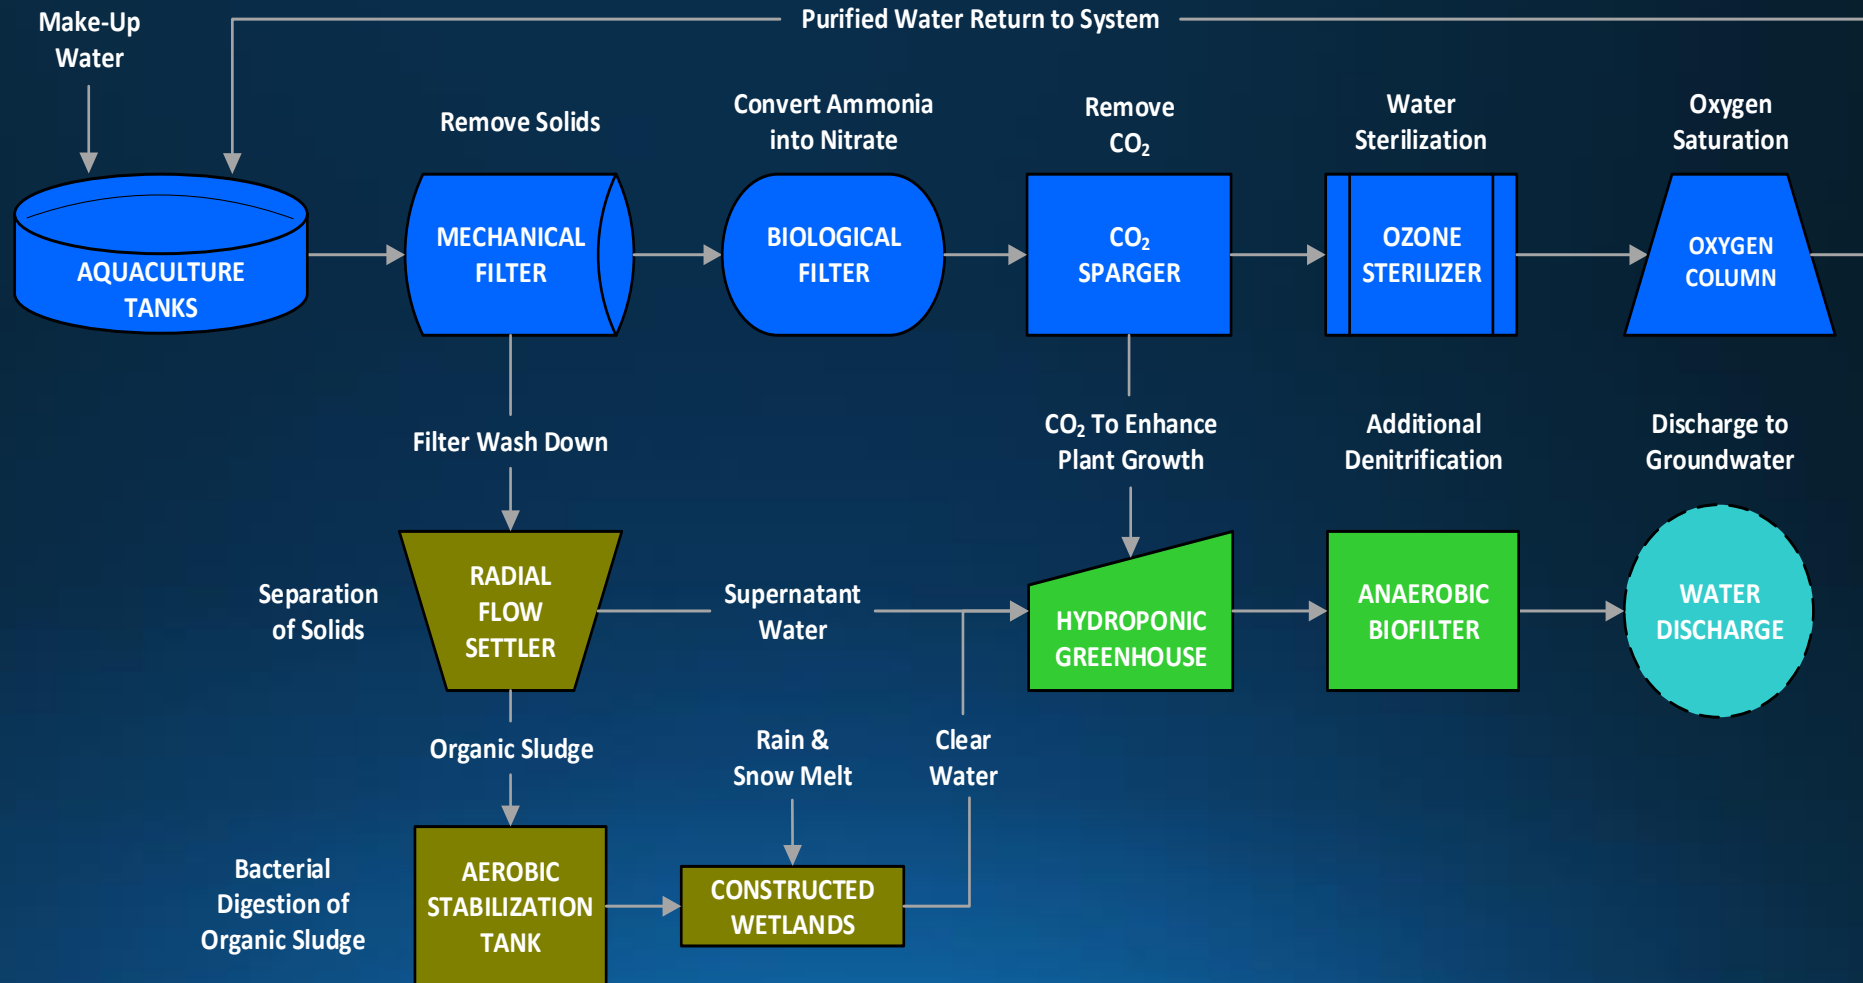 Make-Up
Water
Purified Water Return to System
Remove Solids
Convert Ammonia
into Nitrate
Remove
CO₂
Water
Sterilization
Oxygen
Saturation
AQUACULTURE
TANKS
MECHANICAL
FILTER
BIOLOGICAL
FILTER
CO₂
SPARGER
OZONE
STERILIZER
OXYGEN
COLUMN
Filter Wash Down
CO₂ To Enhance
Plant Growth
Additional
Denitrification
Discharge to
Groundwater
Separation
of Solids
RADIAL
FLOW
SETTLER
Supernatant
Water
HYDROPONIC
GREENHOUSE
ANAEROBIC
BIOFILTER
WATER
DISCHARGE
Organic Sludge
Rain &
Snow Melt
Clear
Water
Bacterial
Digestion of
Organic Sludge
AEROBIC
STABILIZATION
TANK
CONSTRUCTED
WETLANDS